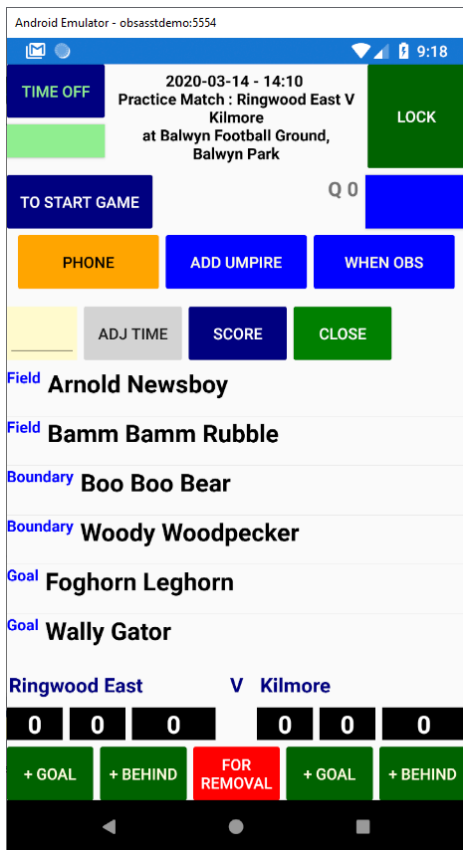 Android Emulator - obsasstdemo:5554
9:18
TIME OFF
2020-03-14 - 14:10
Practice Match : Ringwood East V
Kilmore
at Balwyn Football Ground,
Balwyn Park
LOCK
TO START GAME
Q 0
PHONE ADD UMPIRE WHEN OBS
ADJ TIME SCORE CLOSE
Field Arnold Newsboy
Field Bamm Bamm Rubble
Boundary Boo Boo Bear
Boundary Woody Woodpecker
Goal Foghorn Leghorn
Goal Wally Gator
Ringwood East V Kilmore
0 0 0 0 0 0
+ GOAL + BEHIND FOR REMOVAL + GOAL + BEHIND